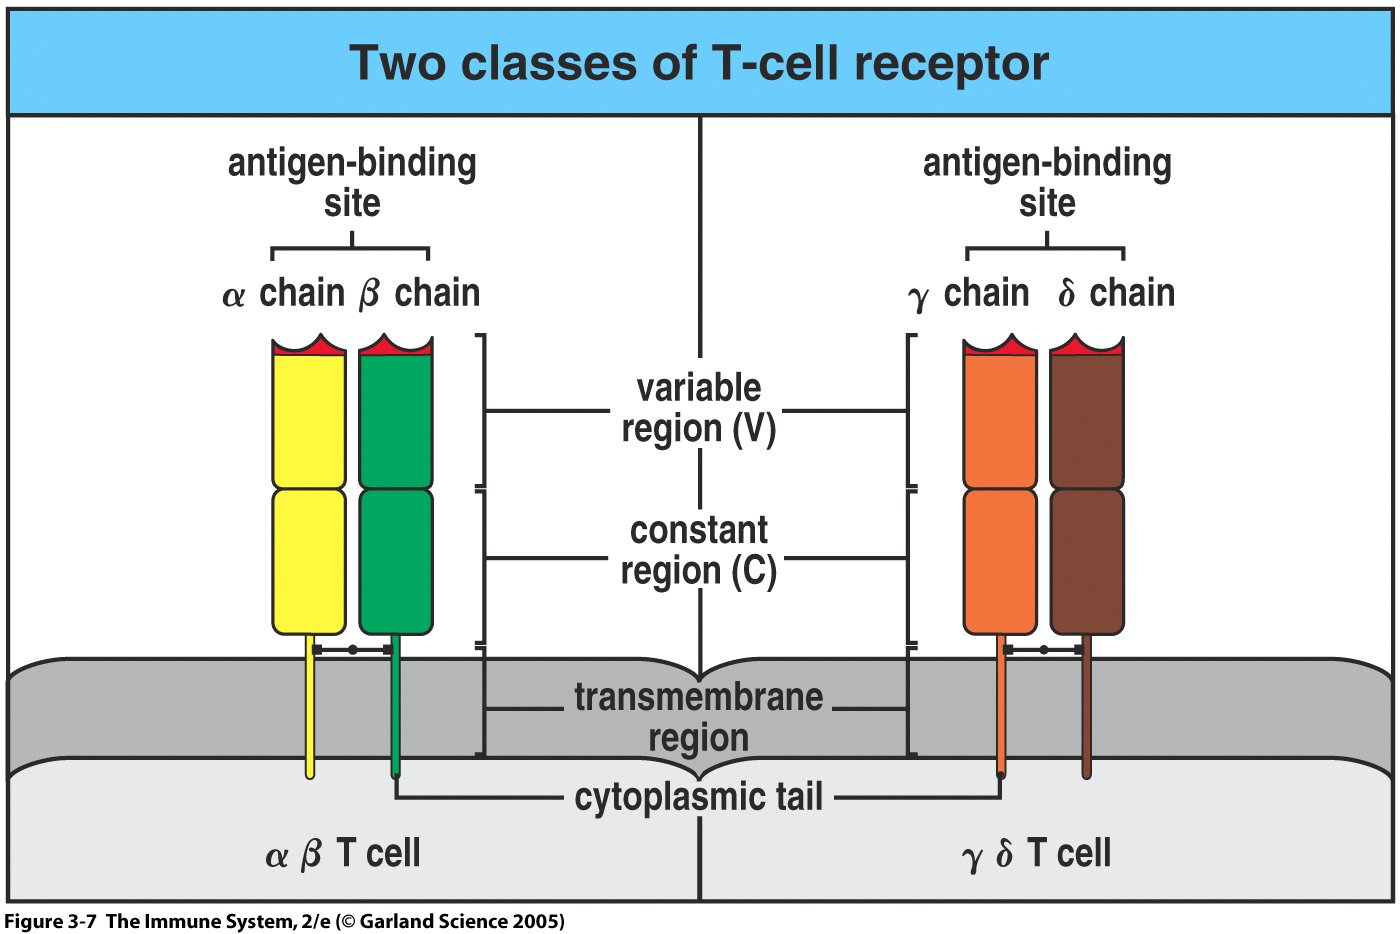 Two classes of T-cell receptor
antigen-binding
site
α chain β chain
antigen-binding
site
γ chain δ chain
variable
region (V)
constant
region (C)
transmembrane
region
cytoplasmic tail
α β T cell
γ δ T cell
Figure 3-7 The Immune System, 2/e (© Garland Science 2005)